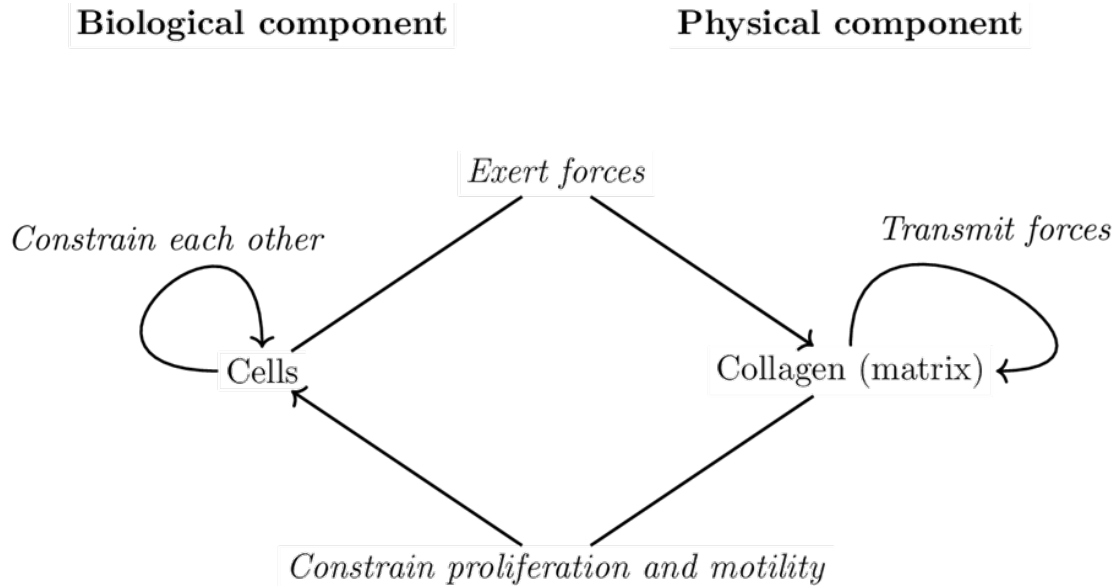 Biological component
Physical component
Exert forces
Constrain each other
Transmit forces
Cells
Collagen (matrix)
Constrain proliferation and motility